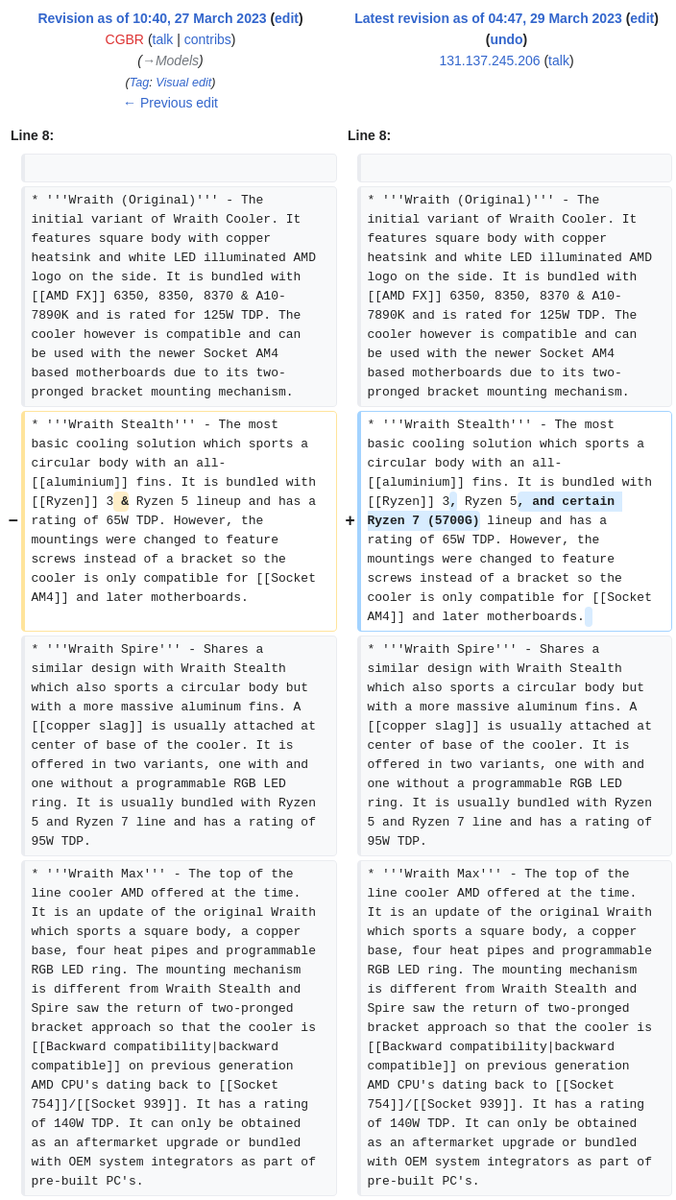 Revision as of 10:40, 27 March 2023 (edit)
CGBR (talk | contribs)
(→Models)
(Tag: Visual edit)
← Previous edit
Latest revision as of 04:47, 29 March 2023 (edit)
(undo)
131.137.245.206 (talk)
Line 8:
Line 8:
* '''Wraith (Original)''' - The
initial variant of Wraith Cooler. It
features square body with copper
heatsink and white LED illuminated AMD
logo on the side. It is bundled with
[[AMD FX]] 6350, 8350, 8370 & A10-
7890K and is rated for 125W TDP. The
cooler however is compatible and can
be used with the newer Socket AM4
based motherboards due to its two-
pronged bracket mounting mechanism.
* '''Wraith (Original)''' - The
initial variant of Wraith Cooler. It
features square body with copper
heatsink and white LED illuminated AMD
logo on the side. It is bundled with
[[AMD FX]] 6350, 8350, 8370 & A10-
7890K and is rated for 125W TDP. The
cooler however is compatible and can
be used with the newer Socket AM4
based motherboards due to its two-
pronged bracket mounting mechanism.
−
* '''Wraith Stealth''' - The most
basic cooling solution which sports a
circular body with an all-
[[aluminium]] fins. It is bundled with
[[Ryzen]] 3 & Ryzen 5 lineup and has a
rating of 65W TDP. However, the
mountings were changed to feature
screws instead of a bracket so the
cooler is only compatible for [[Socket
AM4]] and later motherboards.
+
* '''Wraith Stealth''' - The most
basic cooling solution which sports a
circular body with an all-
[[aluminium]] fins. It is bundled with
[[Ryzen]] 3, Ryzen 5, and certain
Ryzen 7 (5700G) lineup and has a
rating of 65W TDP. However, the
mountings were changed to feature
screws instead of a bracket so the
cooler is only compatible for [[Socket
AM4]] and later motherboards.
* '''Wraith Spire''' - Shares a
similar design with Wraith Stealth
which also sports a circular body but
with a more massive aluminum fins. A
[[copper slag]] is usually attached at
center of base of the cooler. It is
offered in two variants, one with and
one without a programmable RGB LED
ring. It is usually bundled with Ryzen
5 and Ryzen 7 line and has a rating of
95W TDP.
* '''Wraith Spire''' - Shares a
similar design with Wraith Stealth
which also sports a circular body but
with a more massive aluminum fins. A
[[copper slag]] is usually attached at
center of base of the cooler. It is
offered in two variants, one with and
one without a programmable RGB LED
ring. It is usually bundled with Ryzen
5 and Ryzen 7 line and has a rating of
95W TDP.
* '''Wraith Max''' - The top of the
line cooler AMD offered at the time.
It is an update of the original Wraith
which sports a square body, a copper
base, four heat pipes and programmable
RGB LED ring. The mounting mechanism
is different from Wraith Stealth and
Spire saw the return of two-pronged
bracket approach so that the cooler is
[[Backward compatibility|backward
compatible]] on previous generation
AMD CPU's dating back to [[Socket
754]]/[[Socket 939]]. It has a rating
of 140W TDP. It can only be obtained
as an aftermarket upgrade or bundled
with OEM system integrators as part of
pre-built PC's.
* '''Wraith Max''' - The top of the
line cooler AMD offered at the time.
It is an update of the original Wraith
which sports a square body, a copper
base, four heat pipes and programmable
RGB LED ring. The mounting mechanism
is different from Wraith Stealth and
Spire saw the return of two-pronged
bracket approach so that the cooler is
[[Backward compatibility|backward
compatible]] on previous generation
AMD CPU's dating back to [[Socket
754]]/[[Socket 939]]. It has a rating
of 140W TDP. It can only be obtained
as an aftermarket upgrade or bundled
with OEM system integrators as part of
pre-built PC's.